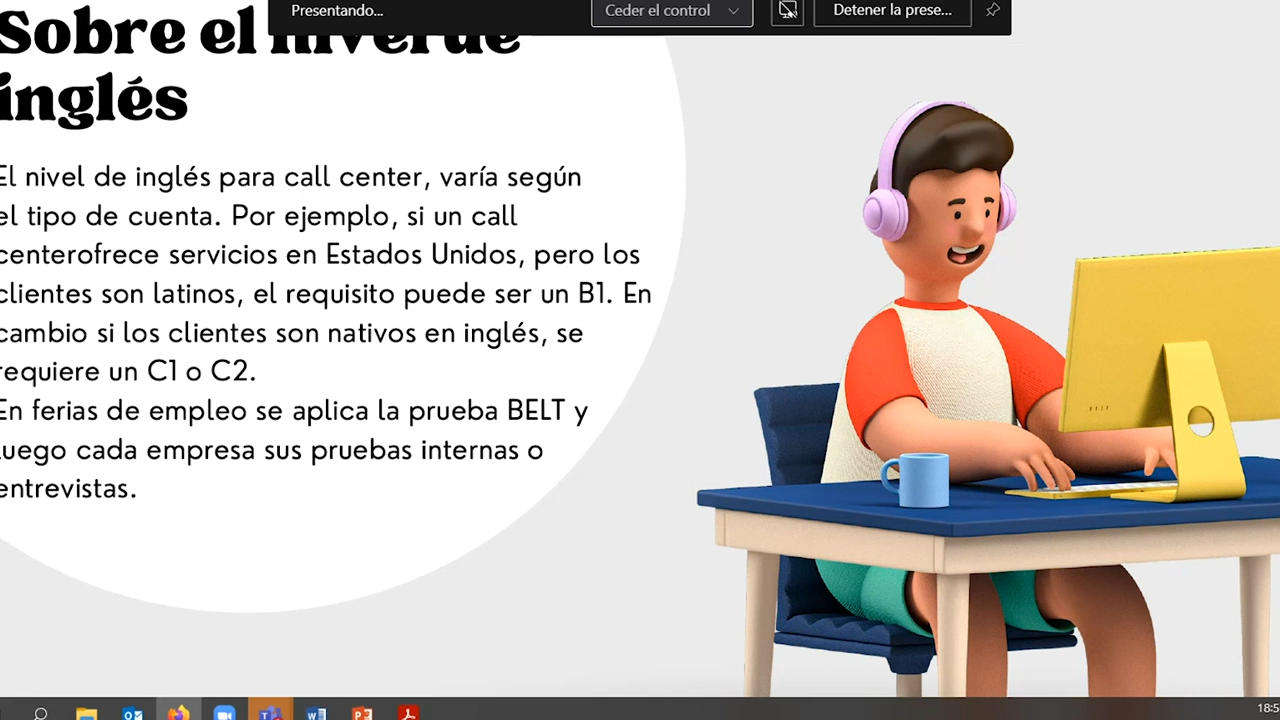 Presentando...
Ceder el control
Detener la prese...
Sobre el nivel de
inglés
El nivel de inglés para call center, varía según
el tipo de cuenta. Por ejemplo, si un call
centerofrece servicios en Estados Unidos, pero los
clientes son latinos, el requisito puede ser un B1. En
cambio si los clientes son nativos en inglés, se
requiere un C1 o C2.
En ferias de empleo se aplica la prueba BELT y
Luego cada empresa sus pruebas internas o
entrevistas.